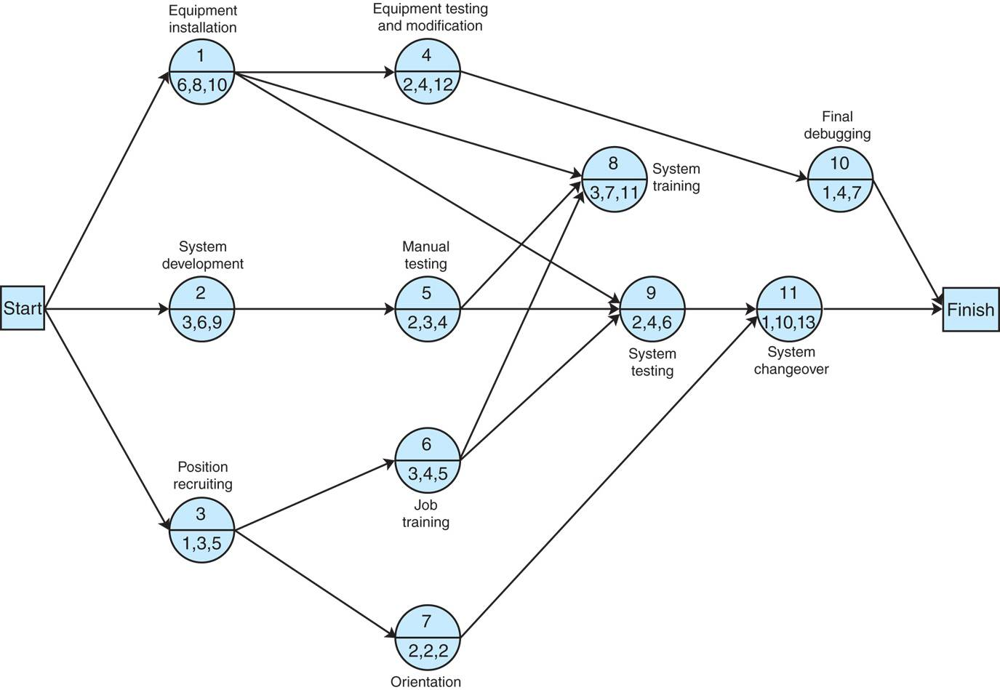 Equipment
installation
1
6,8,10
Equipment testing
and modification
4
2,4,12
Final
debugging
10
1,4,7
8
3,7,11
System
training
System
development
2
3,6,9
Manual
testing
5
2,3,4
9
2,4,6
System
testing
11
1,10,13
System
changeover
Start
Finish
Position
recruiting
3
1,3,5
6
3,4,5
Job
training
7
2,2,2
Orientation